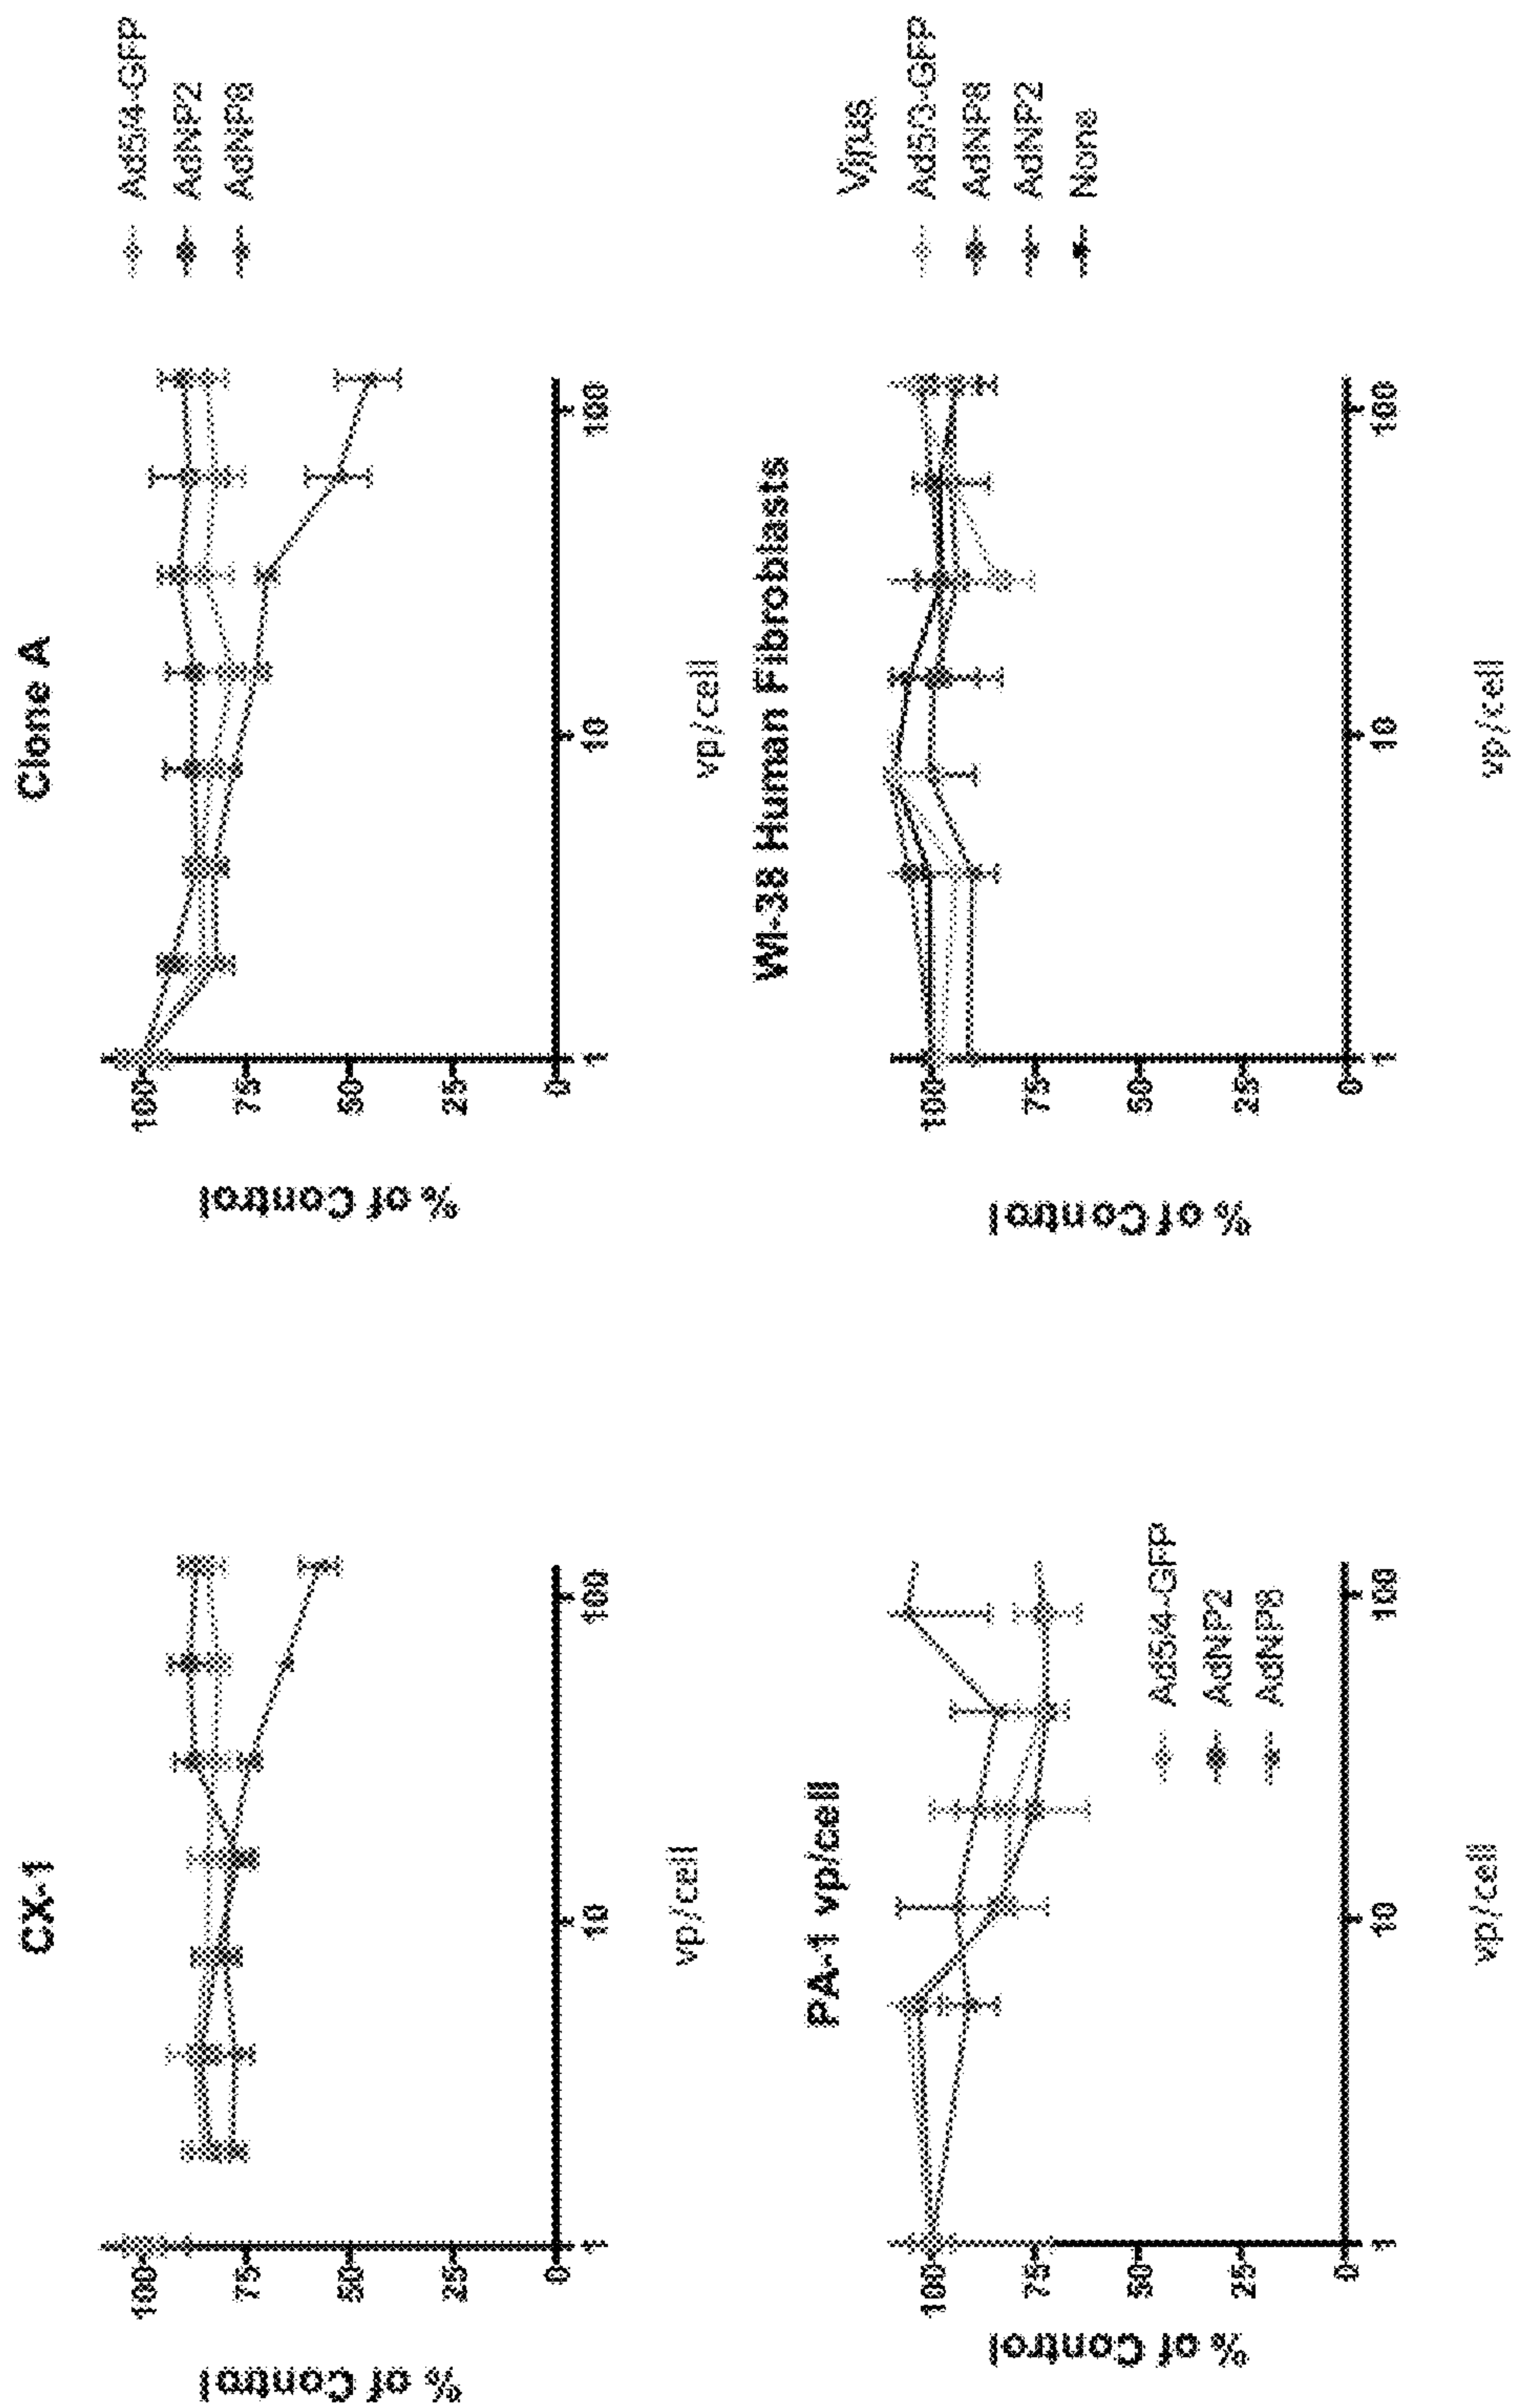 CX-1
% of Control
100
75
50
25
0
1
10
100
vp/cell
Clone A
% of Control
100
75
50
25
0
1
10
100
vp/cell
Ad5/4-GFP
AdNP2
AdNP8
PA-1 vp/cell
% of Control
100
75
50
25
0
1
10
100
vp/cell
Ad5/4-GFP
AdNP2
AdNP8
WI-38 Human Fibroblasts
% of Control
100
75
50
25
0
1
10
100
vp/cell
Virus
Ad5/3-GFP
AdNP8
AdNP2
None